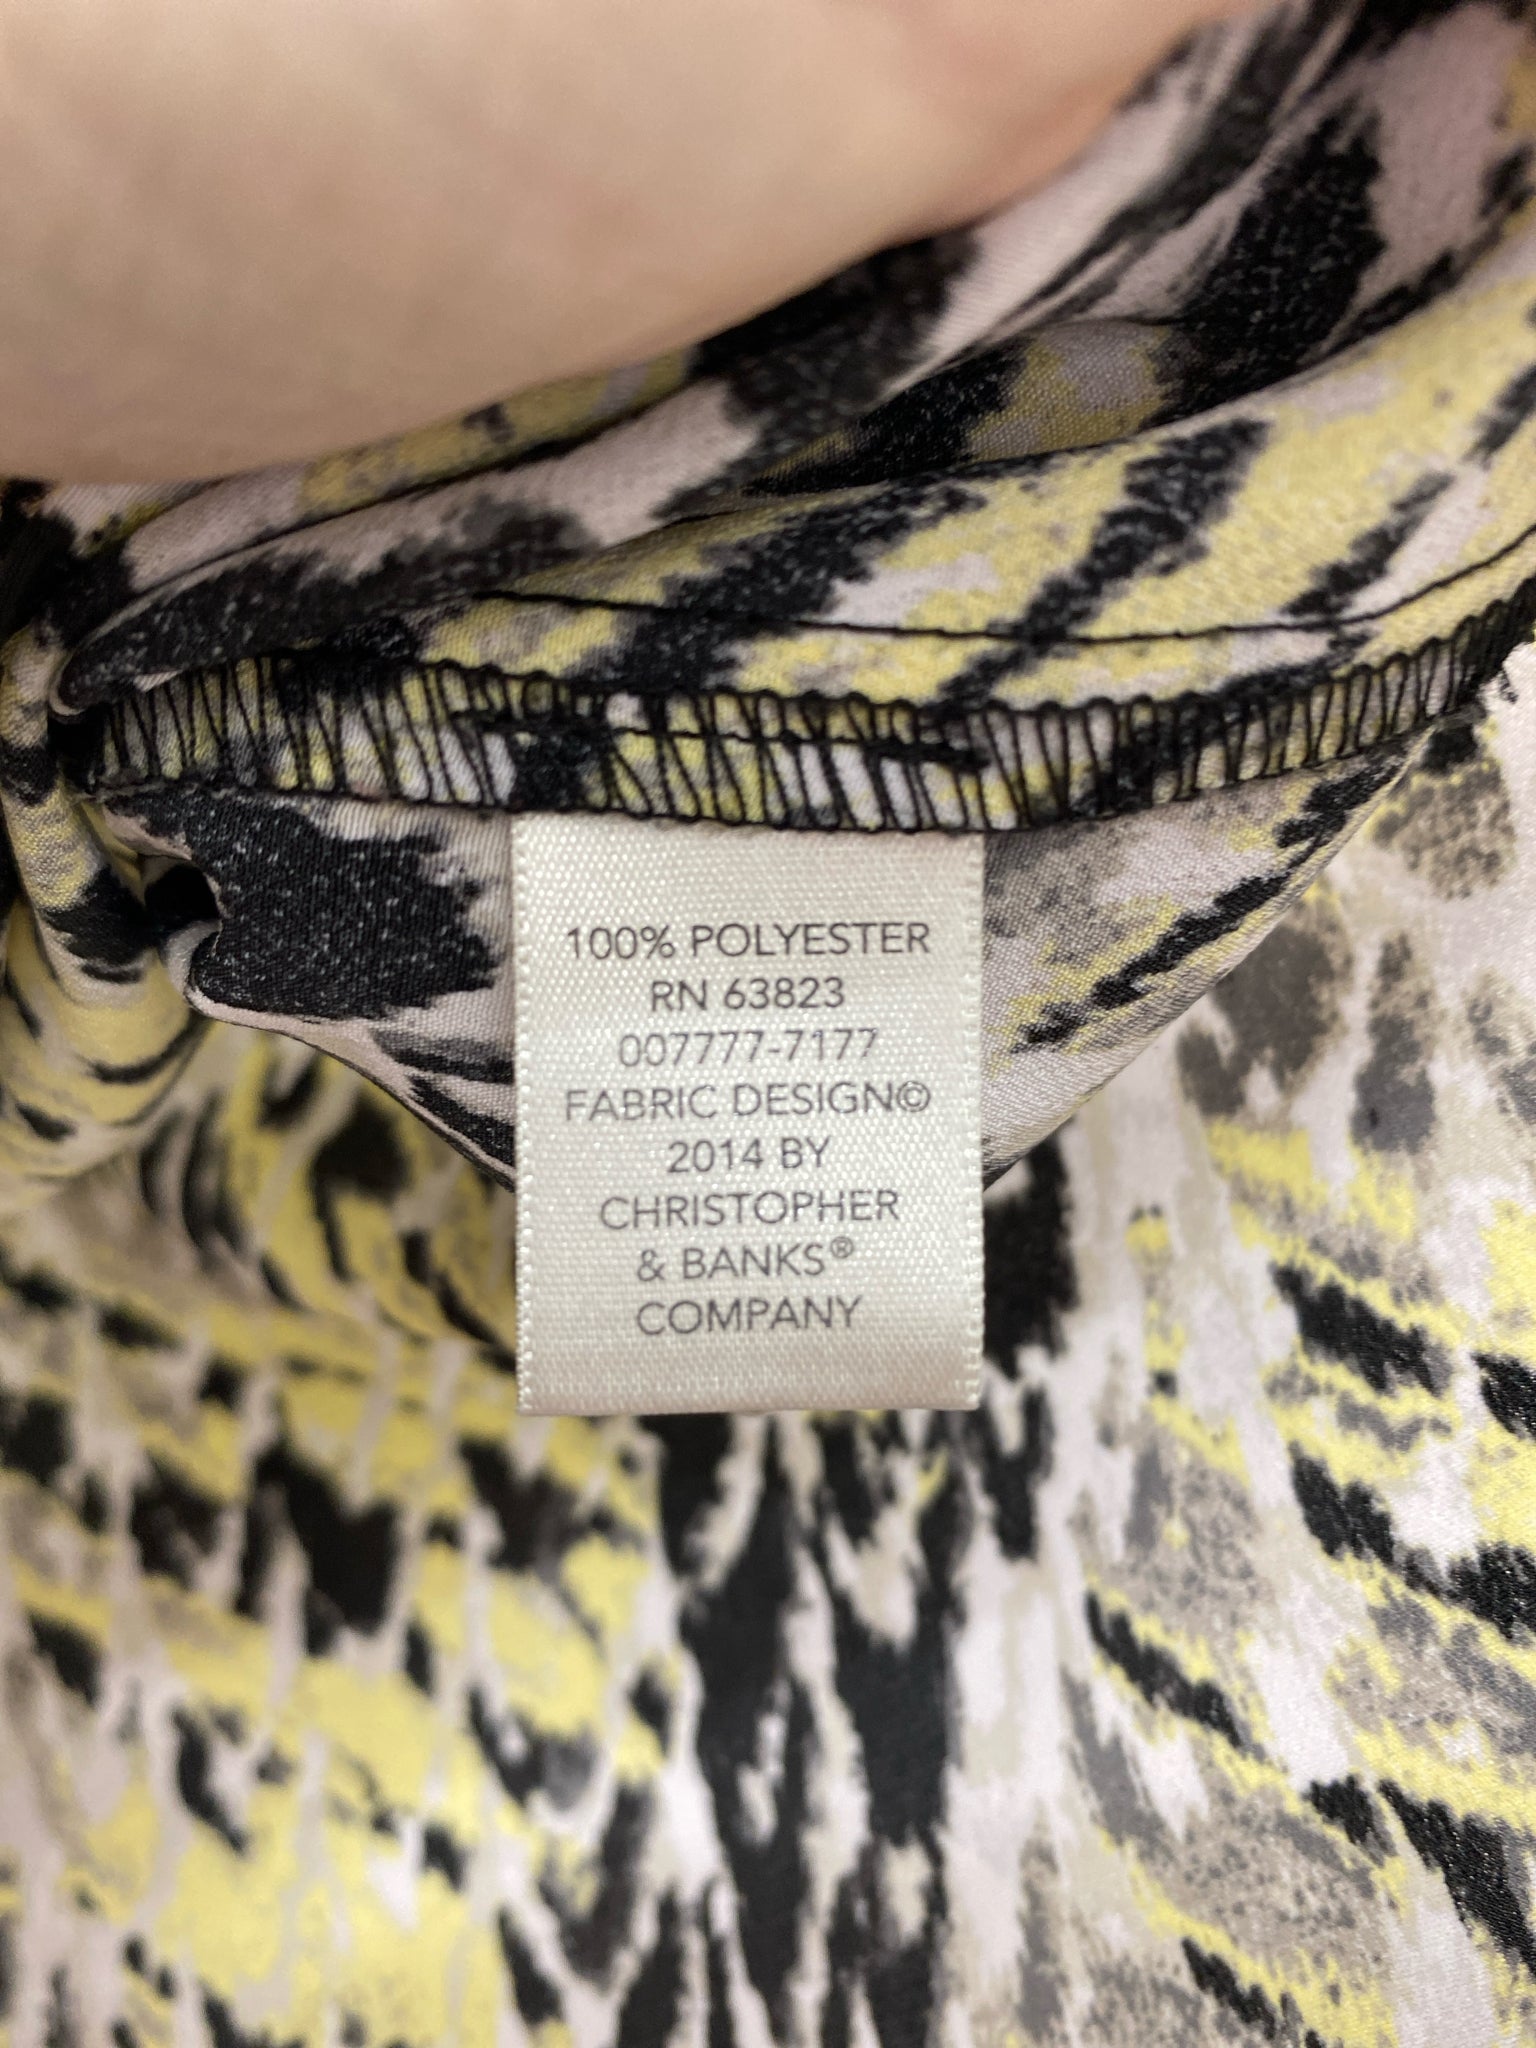 100% POLYESTER
RN 63823
007777-7177
FABRIC DESIGN©
2014 BY
CHRISTOPHER
& BANKS®
COMPANY